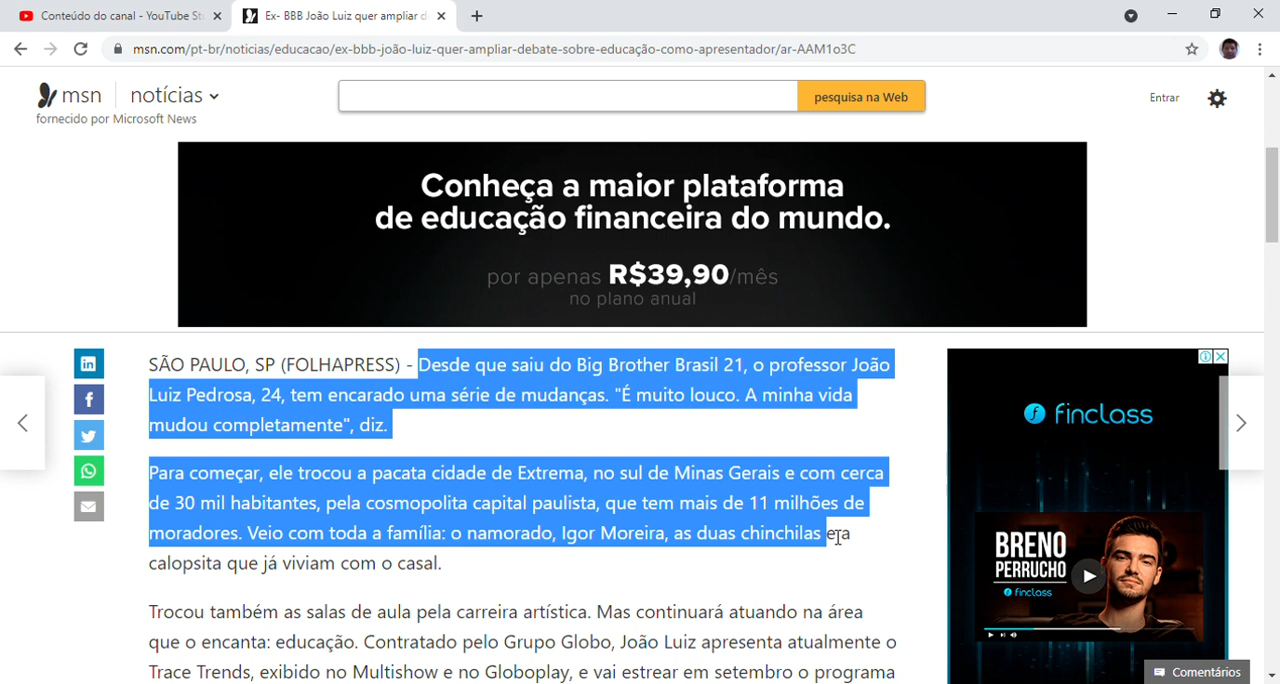 Conteúdo do canal - YouTube St
Ex- BBB João Luiz quer ampliar d
msn.com/pt-br/noticias/educacao/ex-bbb-joão-luiz-quer-ampliar-debate-sobre-educação-como-apresentador/ar-AAM1o3C
msn
notícias
pesquisa na Web
Entrar
fornecido por Microsoft News
Conheça a maior plataforma
de educação financeira do mundo.
por apenas R$39,90/mês
no plano anual
SÃO PAULO, SP (FOLHAPRESS) - Desde que saiu do Big Brother Brasil 21, o professor João
Luiz Pedrosa, 24, tem encarado uma série de mudanças. "É muito louco. A minha vida
mudou completamente", diz.
Para começar, ele trocou a pacata cidade de Extrema, no sul de Minas Gerais e com cerca
de 30 mil habitantes, pela cosmopolita capital paulista, que tem mais de 11 milhões de
moradores. Veio com toda a família: o namorado, Igor Moreira, as duas chinchilas e a
calopsita que já viviam com o casal.
Trocou também as salas de aula pela carreira artística. Mas continuará atuando na área
que o encanta: educação. Contratado pelo Grupo Globo, João Luiz apresenta atualmente o
Trace Trends, exibido no Multishow e no Globoplay, e vai estrear em setembro o programa
finclass
BRENO
PERRUCHO
finclass
Comentários